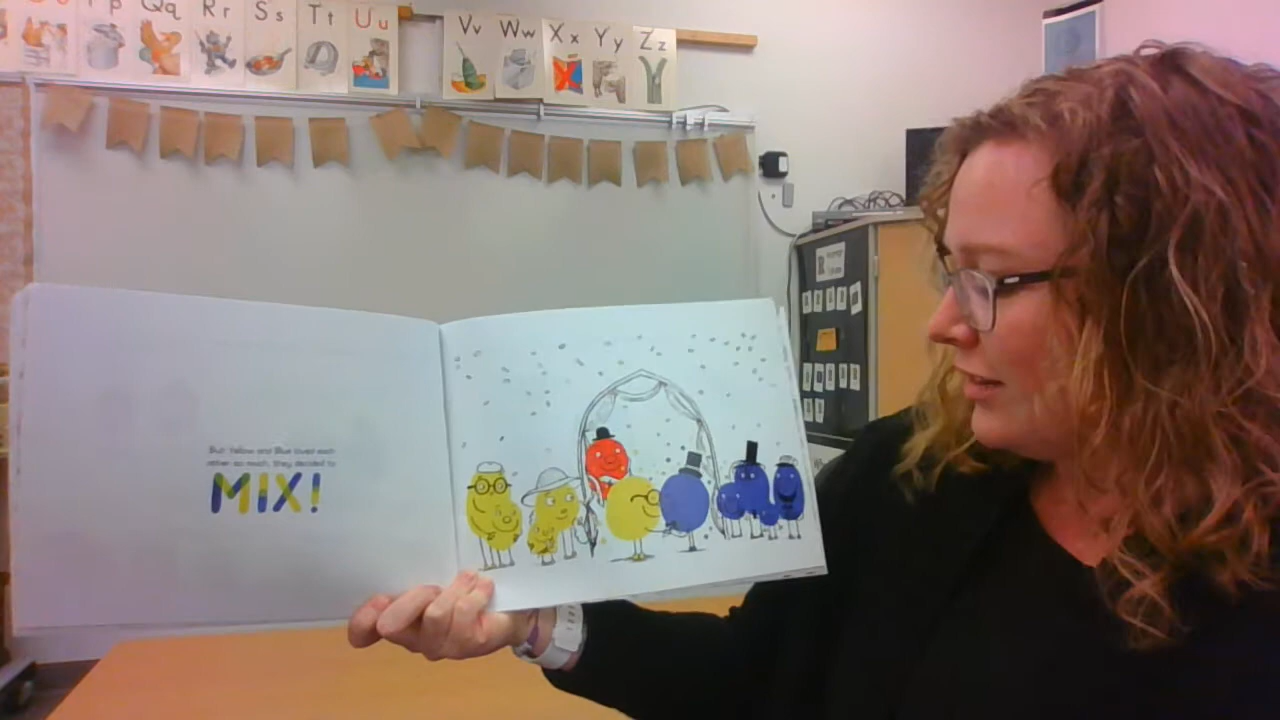 Pp Qq Rr Ss Tt Uu Vv Ww Xx Yy Zz
But Yellow and Blue loved each
other so much, they decided to
MIX!
R